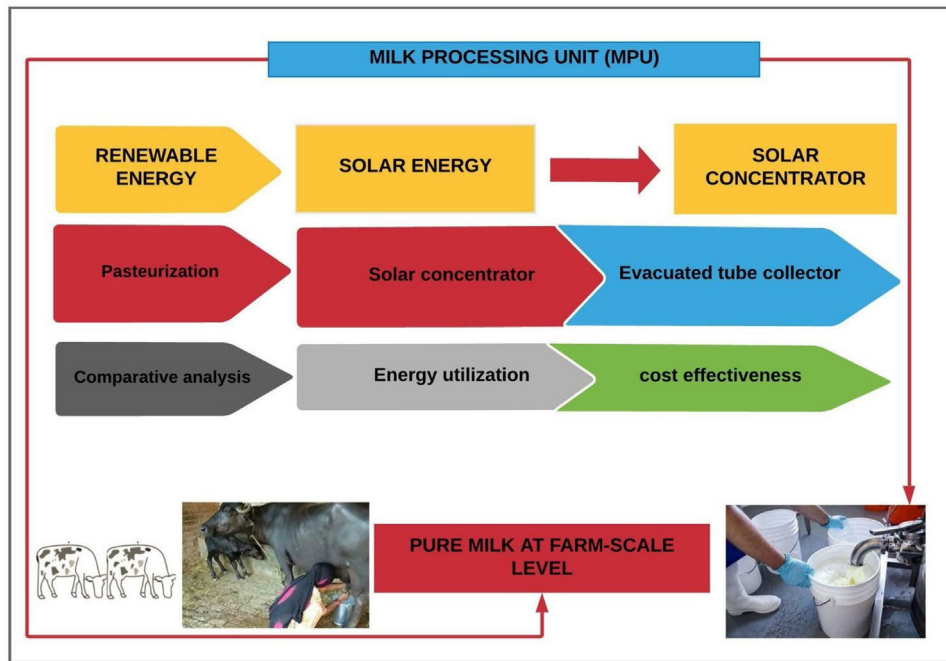 MILK PROCESSING UNIT (MPU)
RENEWABLE
ENERGY
SOLAR ENERGY
SOLAR
CONCENTRATOR
Pasteurization
Solar concentrator
Evacuated tube collector
Comparative analysis
Energy utilization
cost effectiveness
PURE MILK AT FARM-SCALE
LEVEL